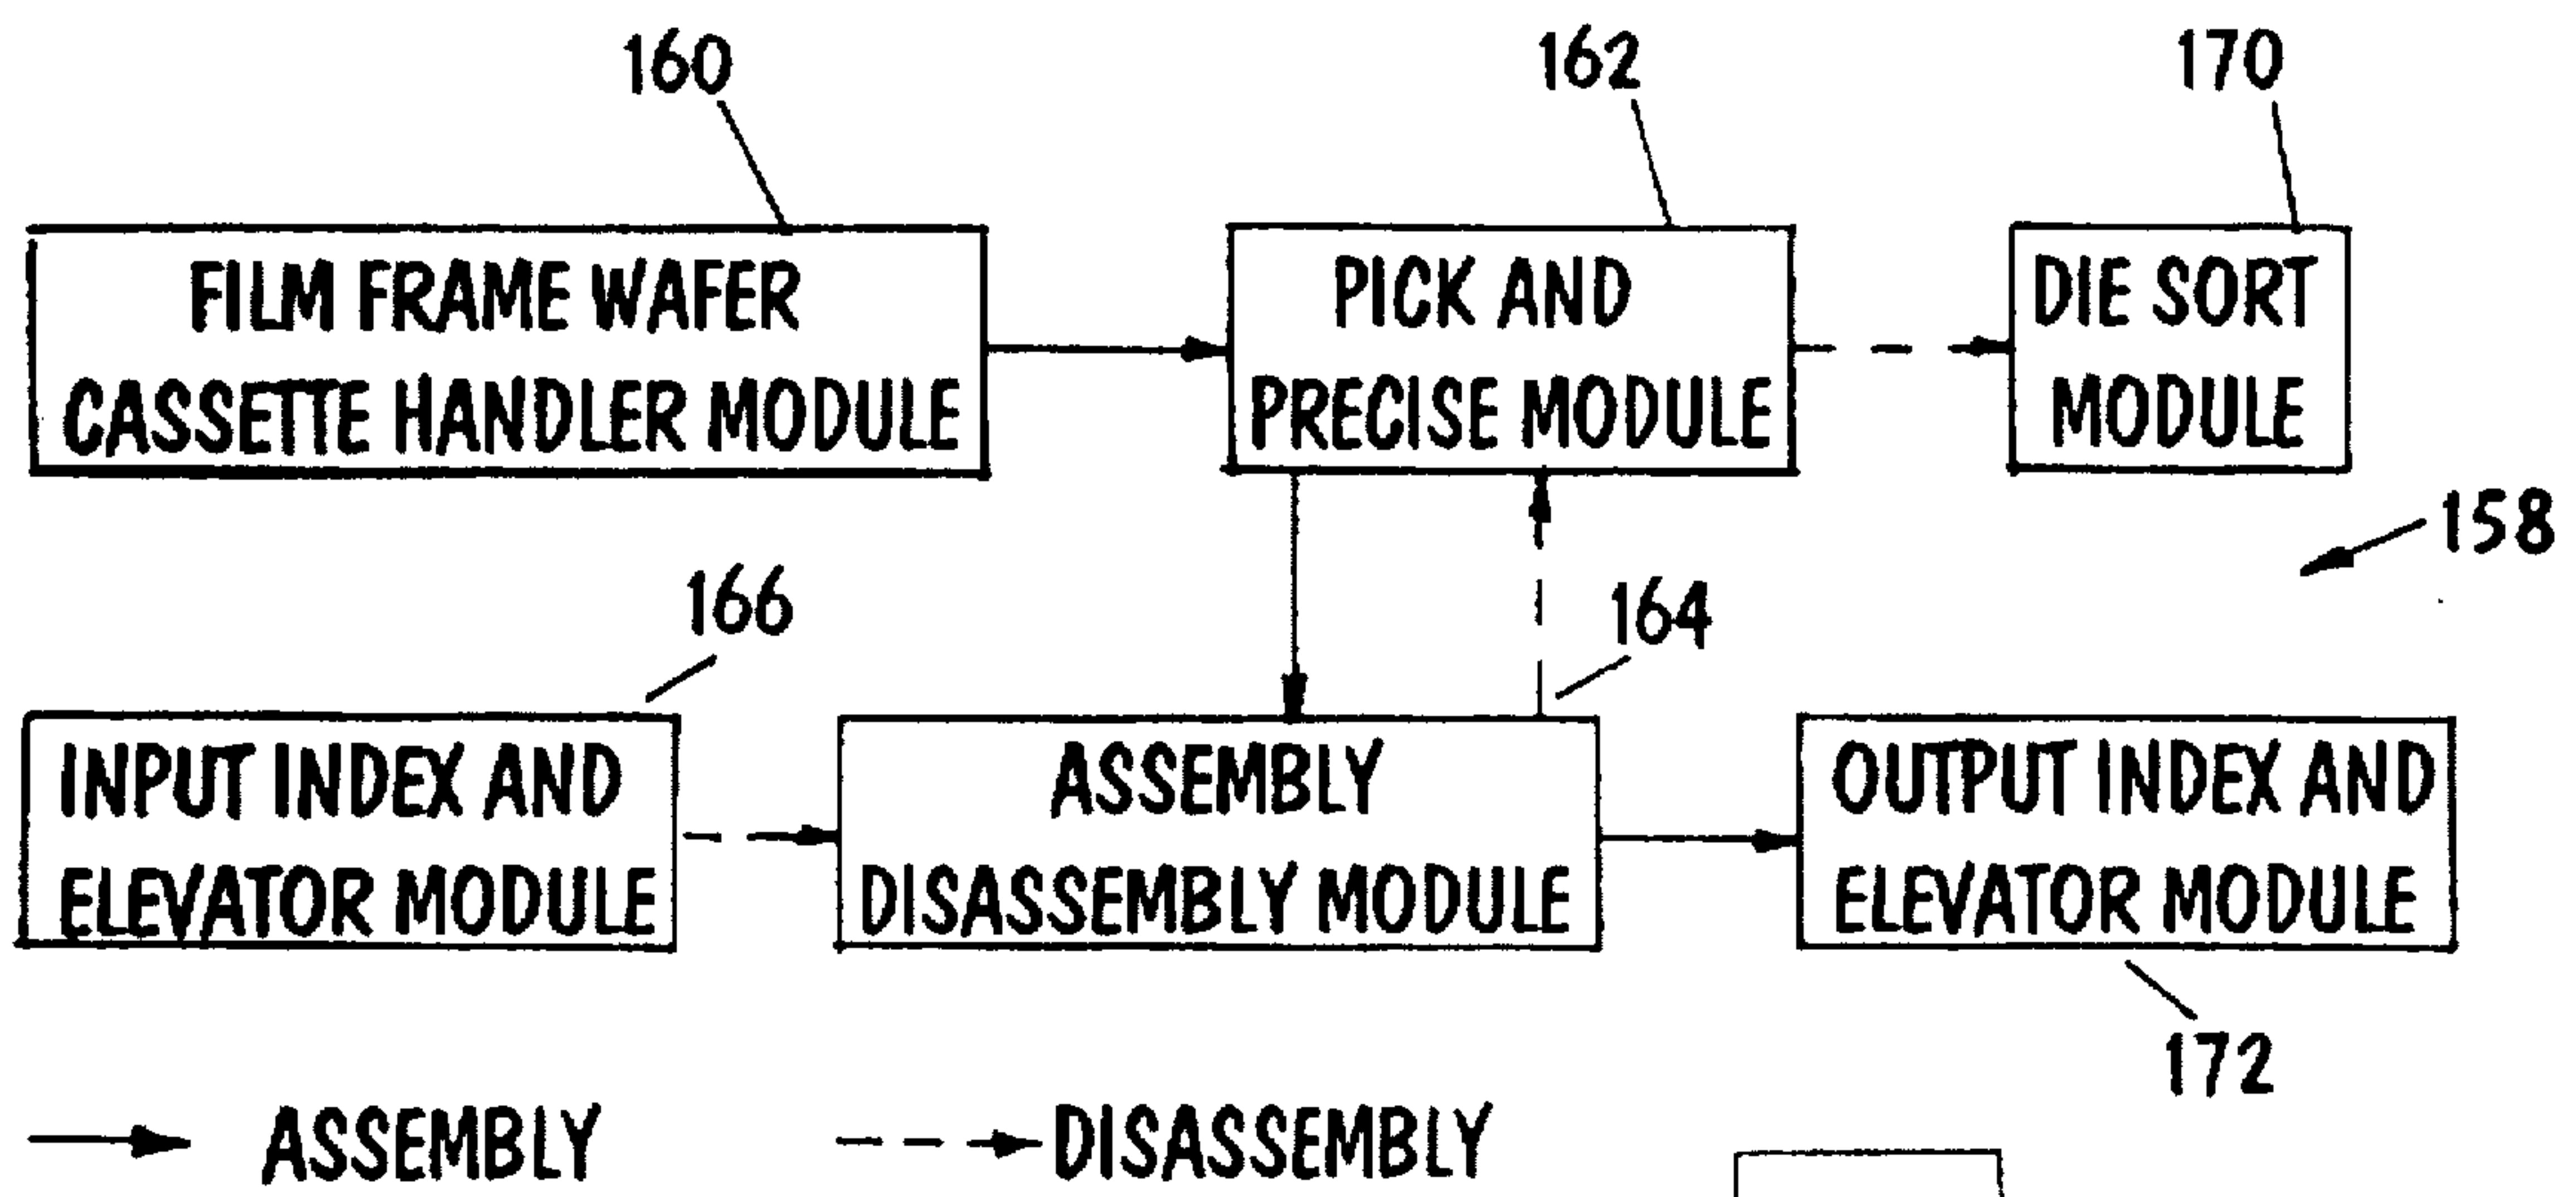 160
162
170
FILM FRAME WAFER
CASSETTE HANDLER MODULE
PICK AND
PRECISE MODULE
DIE SORT
MODULE
158
166
164
INPUT INDEX AND
ELEVATOR MODULE
ASSEMBLY
DISASSEMBLY MODULE
OUTPUT INDEX AND
ELEVATOR MODULE
172
ASSEMBLY
DISASSEMBLY